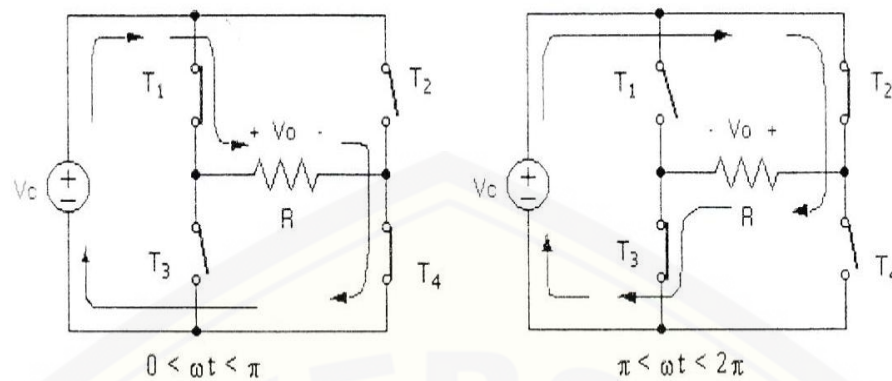 T₁
T₂
+ Vo -
Vc
R
T₃
T₄
0 < ωt < π
T₁
T₂
- Vo +
Vc
R
T₃
T₄
π < ωt < 2π